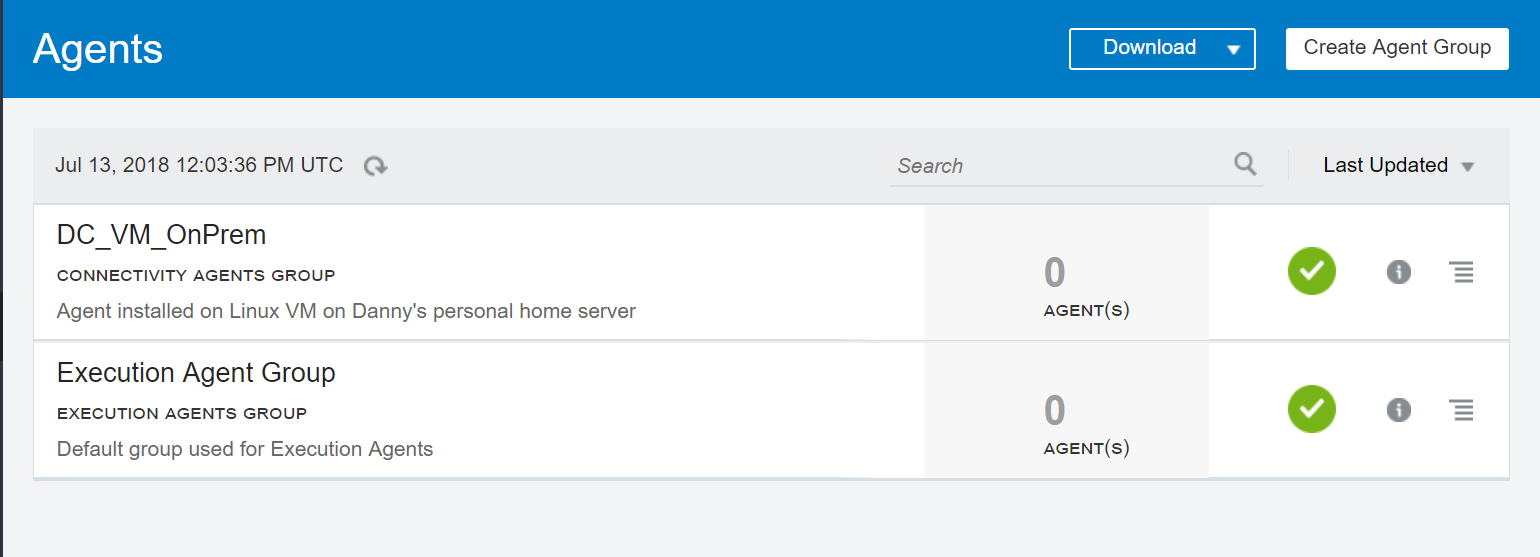 Agents
Download
Create Agent Group
Jul 13, 2018 12:03:36 PM UTC
Search
Last Updated
DC_VM_OnPrem
CONNECTIVITY AGENTS GROUP
Agent installed on Linux VM on Danny's personal home server
0
AGENT(S)
Execution Agent Group
EXECUTION AGENTS GROUP
Default group used for Execution Agents
0
AGENT(S)